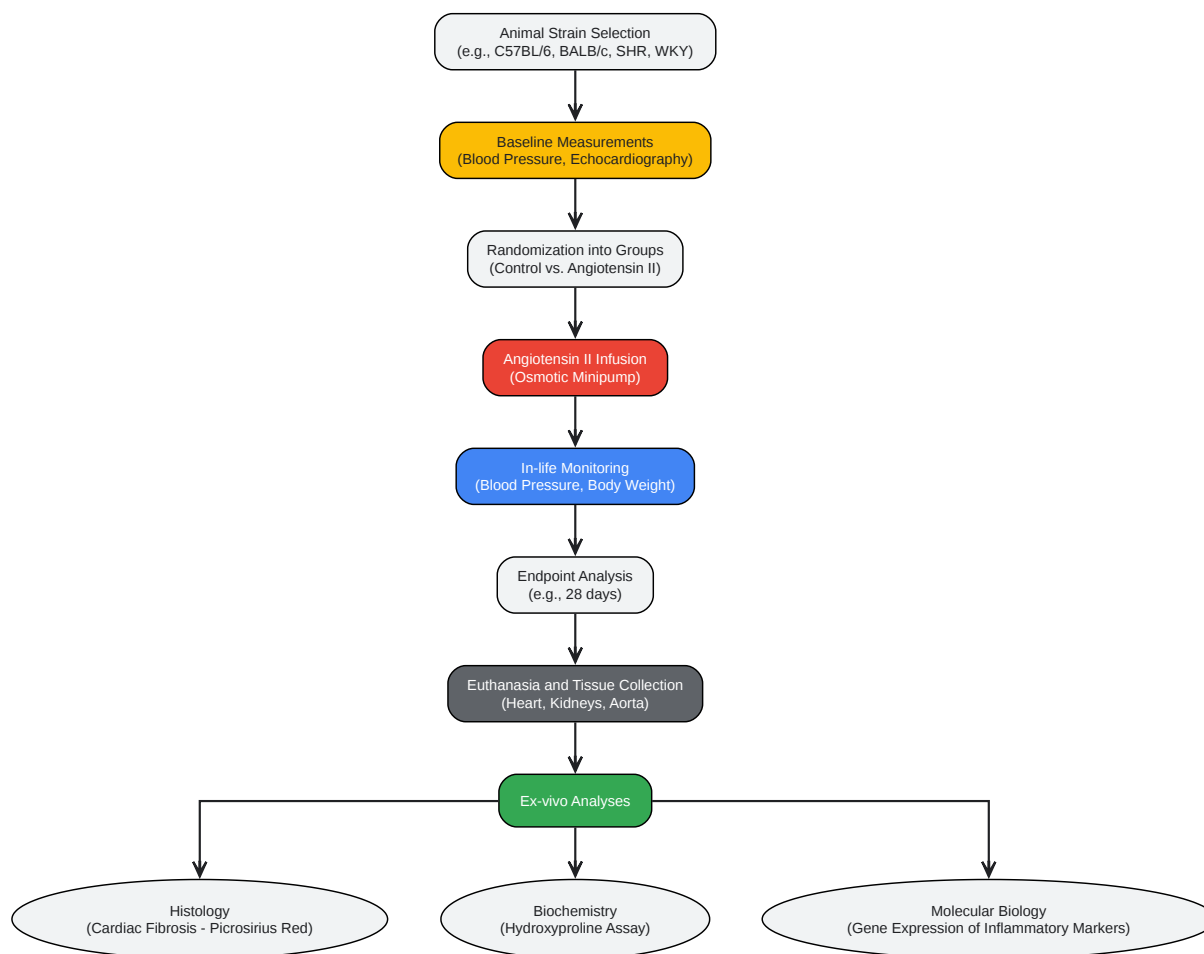 Animal Strain Selection
(e.g., C57BL/6, BALB/c, SHR, WKY)
Baseline Measurements
(Blood Pressure, Echocardiography)
Randomization into Groups
(Control vs. Angiotensin II)
Angiotensin II Infusion
(Osmotic Minipump)
In-life Monitoring
(Blood Pressure, Body Weight)
Endpoint Analysis
(e.g., 28 days)
Euthanasia and Tissue Collection
(Heart, Kidneys, Aorta)
Ex-vivo Analyses
Histology
(Cardiac Fibrosis - Picrosirius Red)
Biochemistry
(Hydroxyproline Assay)
Molecular Biology
(Gene Expression of Inflammatory Markers)